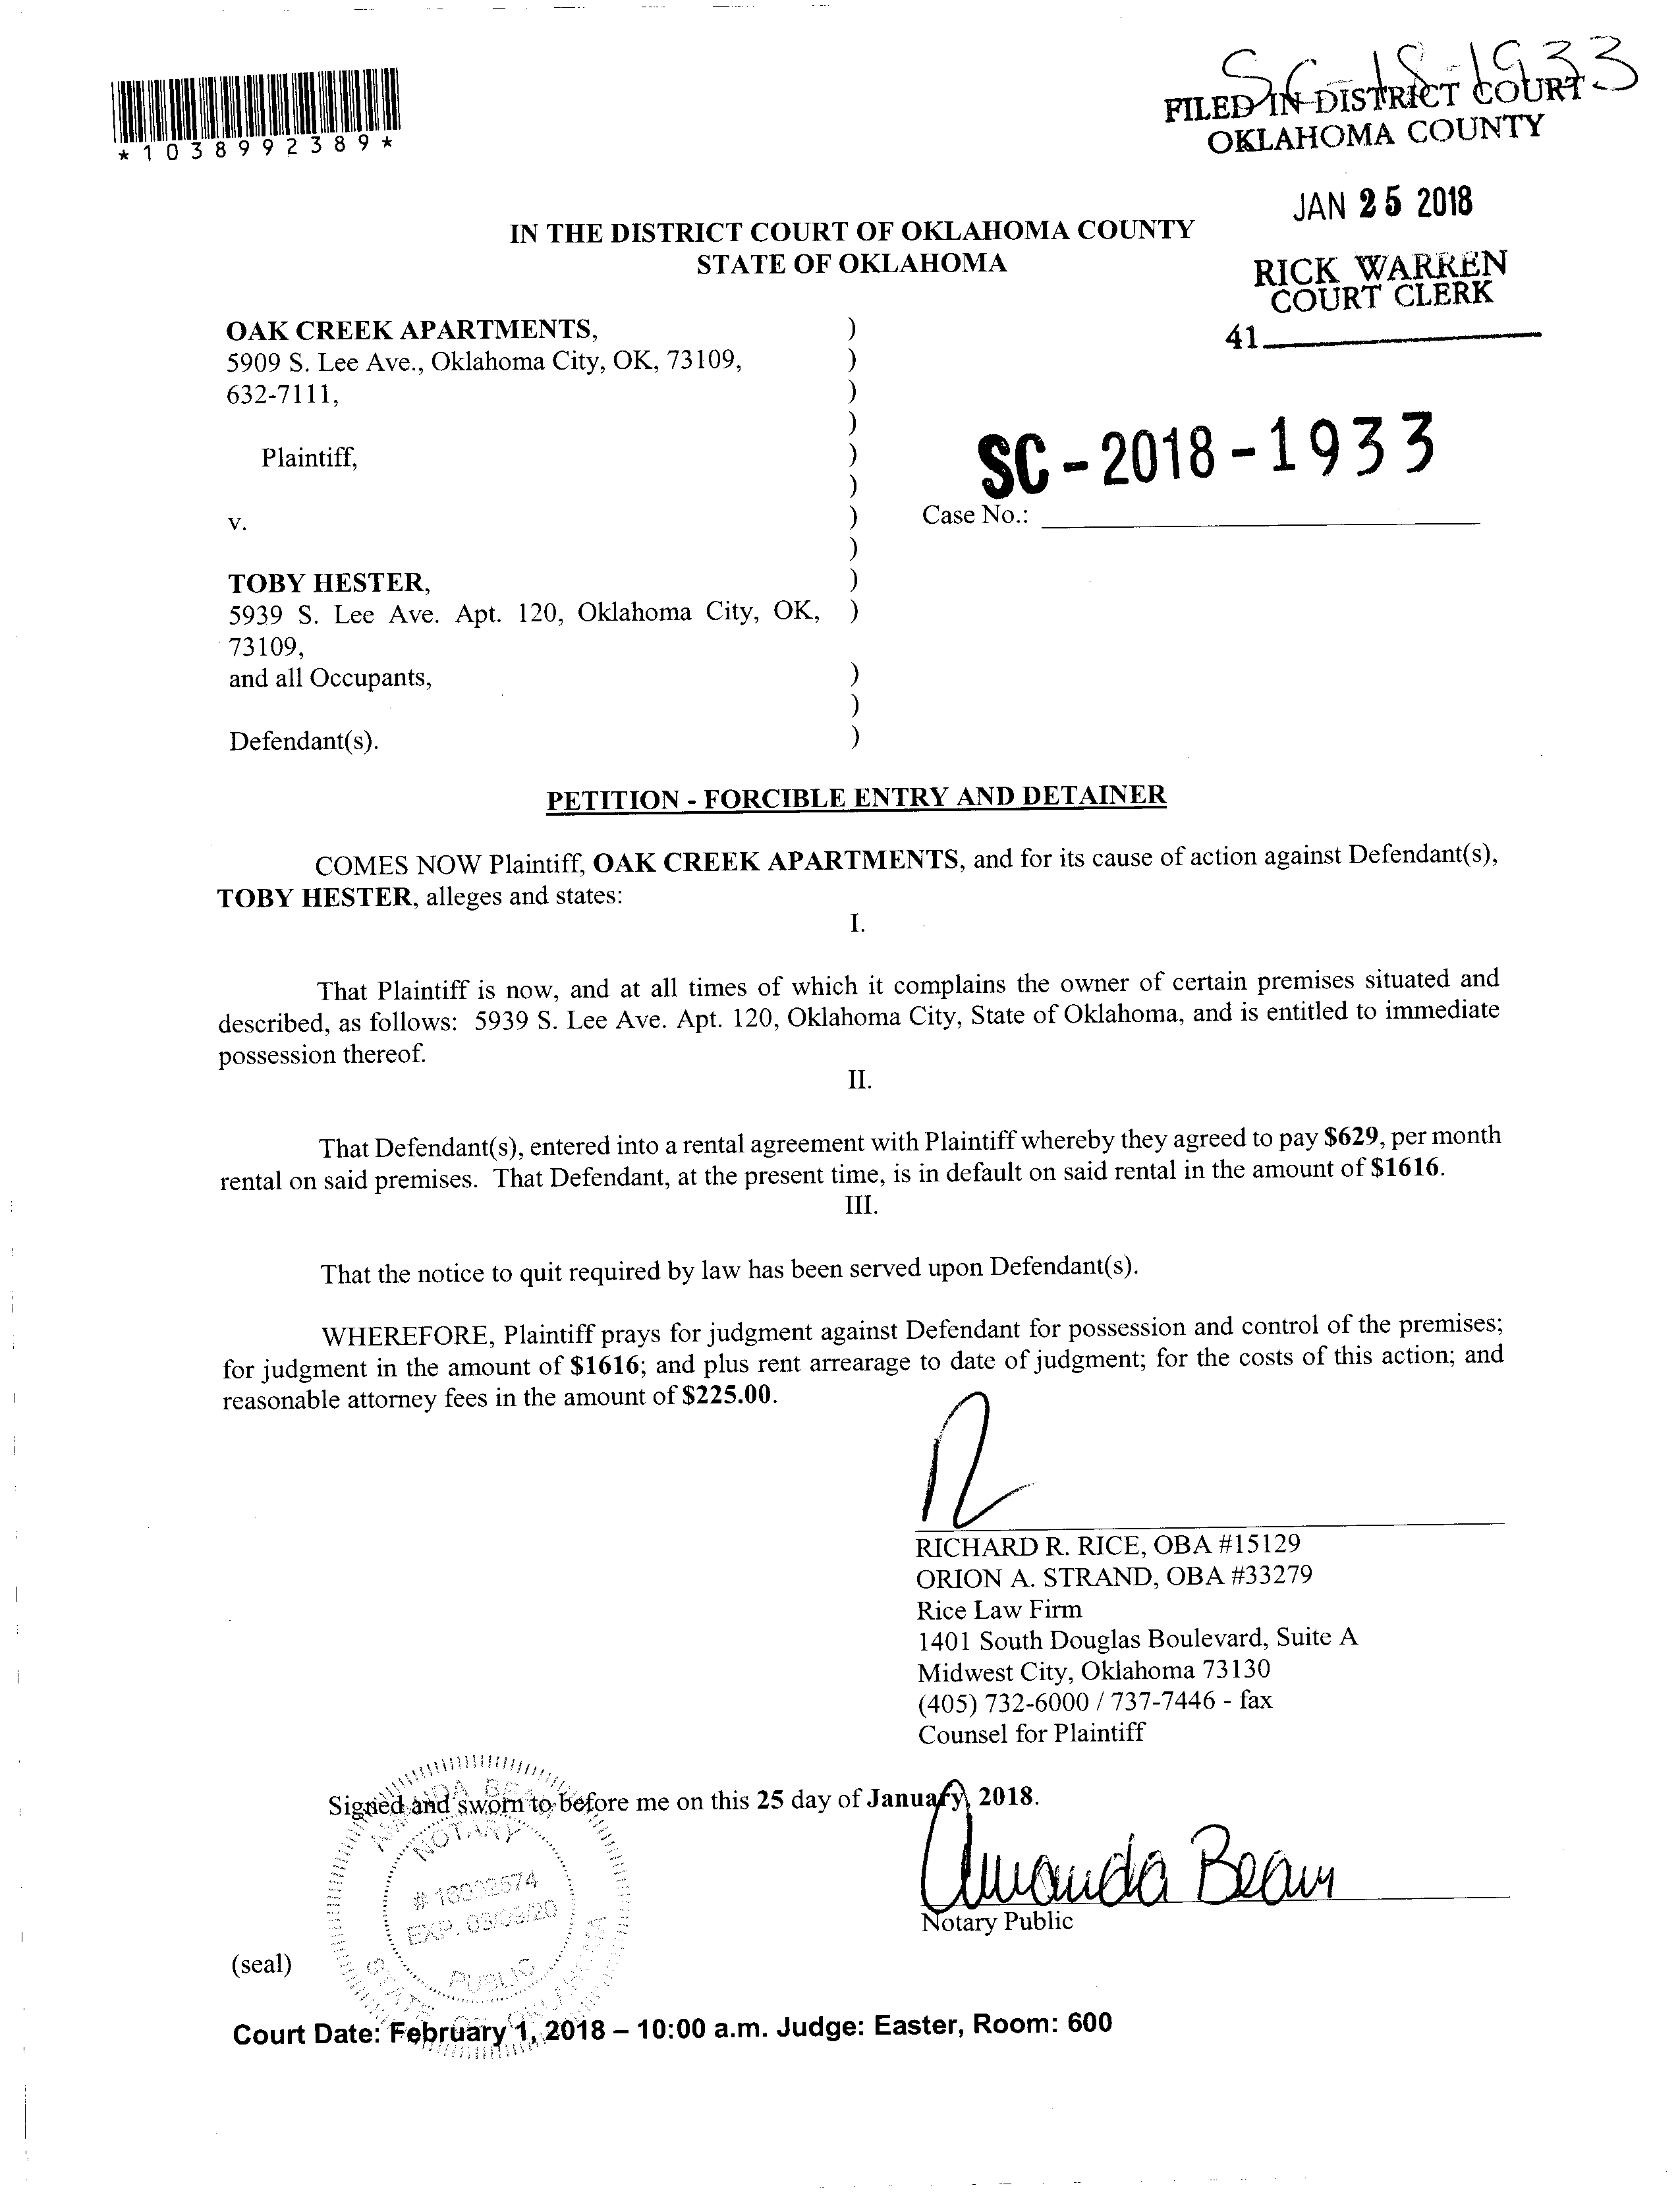 SC-18-1933
*1038992389*
FILED IN DISTRICT COURT
OKLAHOMA COUNTY
JAN 25 2018
RICK WARREN
COURT CLERK
41
IN THE DISTRICT COURT OF OKLAHOMA COUNTY
STATE OF OKLAHOMA
OAK CREEK APARTMENTS, )
5909 S. Lee Ave., Oklahoma City, OK, 73109, )
632-7111, )
)
Plaintiff, )
)
v. )
)
TOBY HESTER, )
5939 S. Lee Ave. Apt. 120, Oklahoma City, OK, )
73109,
and all Occupants, )
)
Defendant(s). )
SC-2018-1933
Case No.:
PETITION - FORCIBLE ENTRY AND DETAINER
COMES NOW Plaintiff, OAK CREEK APARTMENTS, and for its cause of action against Defendant(s),
TOBY HESTER, alleges and states:
I.
That Plaintiff is now, and at all times of which it complains the owner of certain premises situated and
described, as follows: 5939 S. Lee Ave. Apt. 120, Oklahoma City, State of Oklahoma, and is entitled to immediate
possession thereof.
II.
That Defendant(s), entered into a rental agreement with Plaintiff whereby they agreed to pay $629, per month
rental on said premises. That Defendant, at the present time, is in default on said rental in the amount of $1616.
III.
That the notice to quit required by law has been served upon Defendant(s).
WHEREFORE, Plaintiff prays for judgment against Defendant for possession and control of the premises;
for judgment in the amount of $1616; and plus rent arrearage to date of judgment; for the costs of this action; and
reasonable attorney fees in the amount of $225.00.
RICHARD R. RICE, OBA #15129
ORION A. STRAND, OBA #33279
Rice Law Firm
1401 South Douglas Boulevard, Suite A
Midwest City, Oklahoma 73130
(405) 732-6000 / 737-7446 - fax
Counsel for Plaintiff
Signed and sworn to before me on this 25 day of January, 2018.
Amanda Beam
Notary Public
NOTARY
EXP. 03/03/20
PUBLIC
STATE OF OKLAHOMA
(seal)
Court Date: February 1, 2018 – 10:00 a.m. Judge: Easter, Room: 600